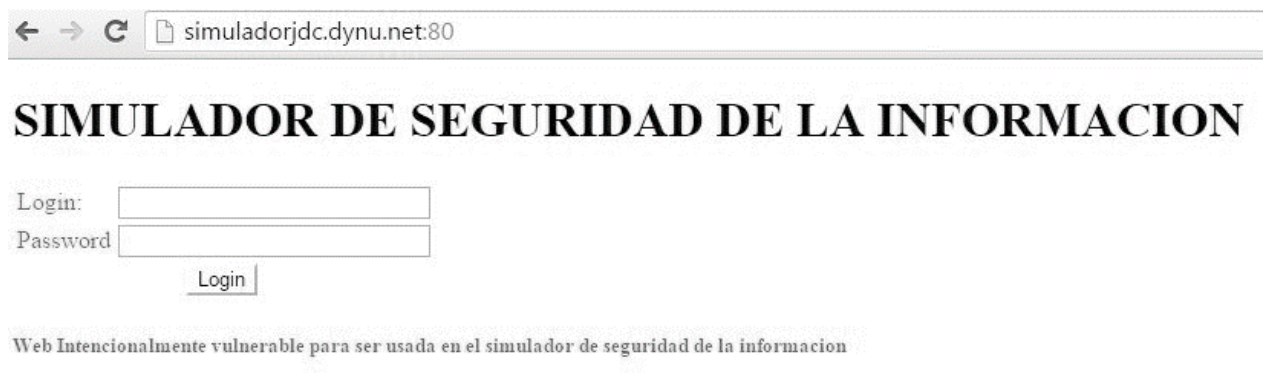 simuladorjdc.dynu.net:80
SIMULADOR DE SEGURIDAD DE LA INFORMACION
Login:
Password
Login
Web Intencionalmente vulnerable para ser usada en el simulador de seguridad de la informacion